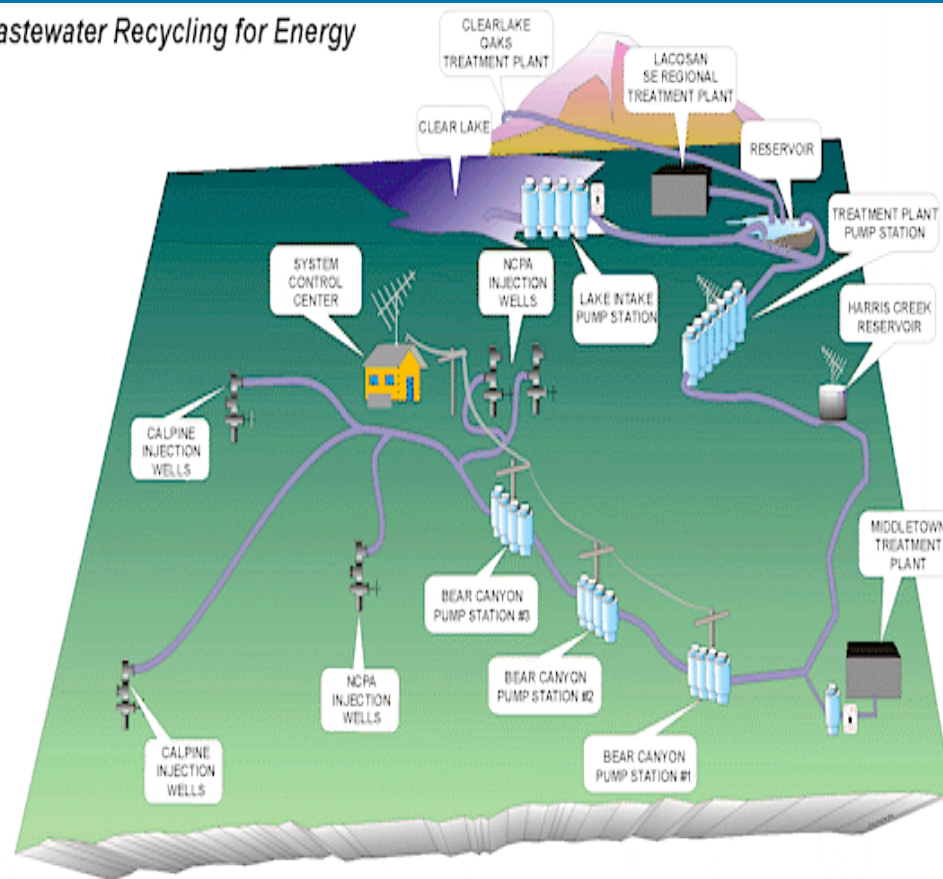 astewater Recycling for Energy
CLEARLAKE
OAKS
TREATMENT PLANT
LACOSAN
SE REGIONAL
TREATMENT PLANT
CLEAR LAKE
RESERVOIR
TREATMENT PLANT
PUMP STATION
SYSTEM
CONTROL
CENTER
NCPA
INJECTION
WELLS
LAKE INTAKE
PUMP STATION
HARRIS CREEK
RESERVOIR
CALPINE
INJECTION
WELLS
MIDDLETOWN
TREATMENT
PLANT
BEAR CANYON
PUMP STATION #3
BEAR CANYON
PUMP STATION #2
NCPA
INJECTION
WELLS
BEAR CANYON
PUMP STATION #1
CALPINE
INJECTION
WELLS